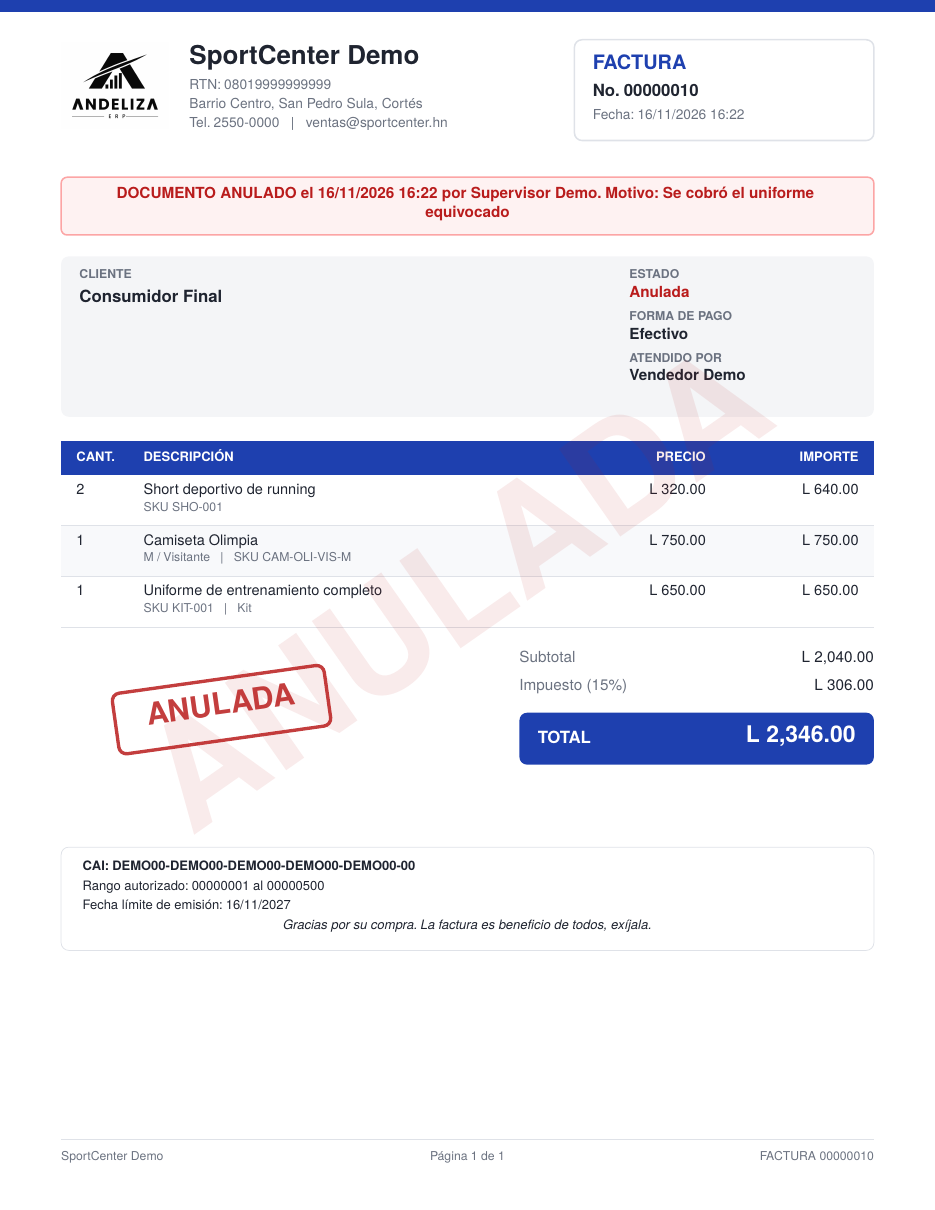 ANDELIZA
ERP
SportCenter Demo
RTN: 08019999999999
Barrio Centro, San Pedro Sula, Cortés
Tel. 2550-0000 | ventas@sportcenter.hn
FACTURA
No. 00000010
Fecha: 16/11/2026 16:22
DOCUMENTO ANULADO el 16/11/2026 16:22 por Supervisor Demo. Motivo: Se cobró el uniforme
equivocado
CLIENTE
Consumidor Final
ESTADO
Anulada
FORMA DE PAGO
Efectivo
ATENDIDO POR
Vendedor Demo
CANT. DESCRIPCIÓN PRECIO IMPORTE
2 Short deportivo de running L 320.00 L 640.00
SKU SHO-001
1 Camiseta Olimpia L 750.00 L 750.00
M / Visitante | SKU CAM-OLI-VIS-M
1 Uniforme de entrenamiento completo L 650.00 L 650.00
SKU KIT-001 | Kit
ANULADA
Subtotal L 2,040.00
Impuesto (15%) L 306.00
ANULADA
TOTAL L 2,346.00
CAI: DEMO00-DEMO00-DEMO00-DEMO00-DEMO00-00
Rango autorizado: 00000001 al 00000500
Fecha límite de emisión: 16/11/2027
Gracias por su compra. La factura es beneficio de todos, exíjala.
SportCenter Demo Página 1 de 1 FACTURA 00000010